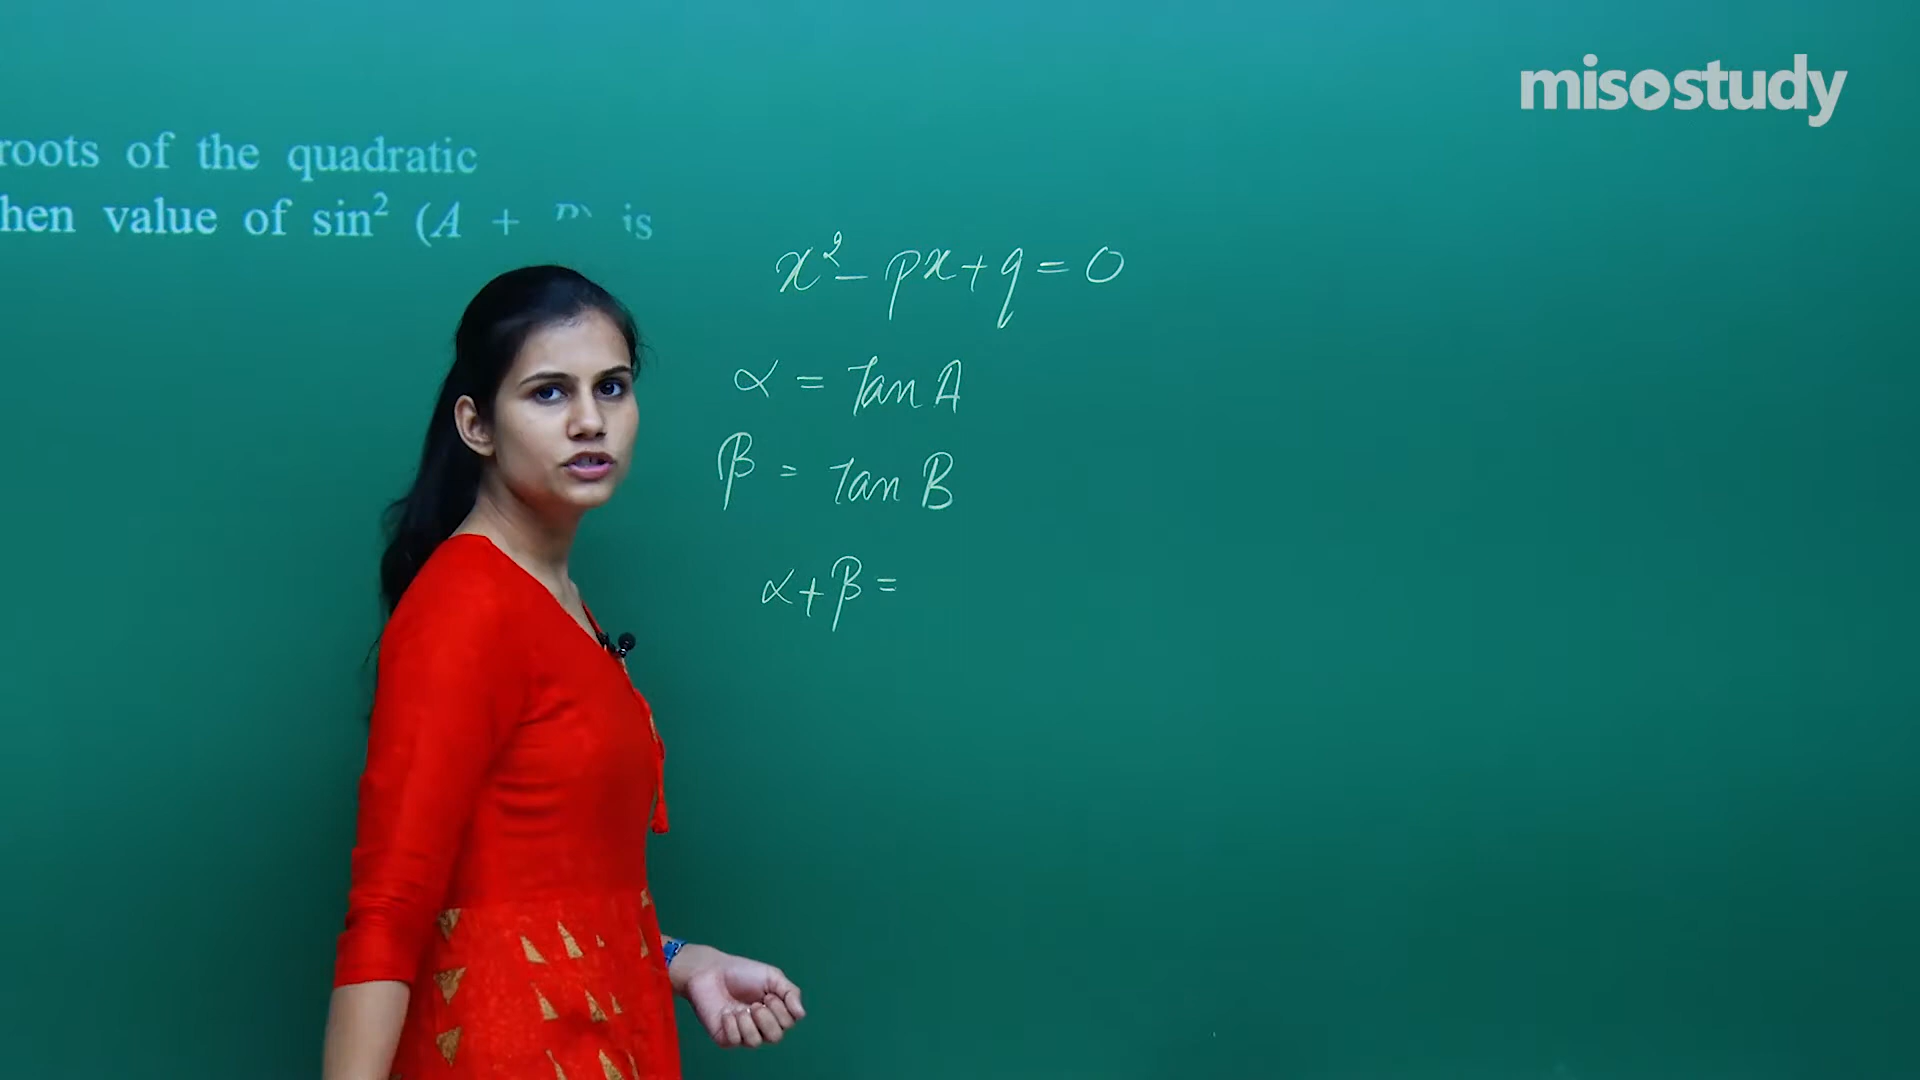 misostudy
roots of the quadratic
hen value of sin² (A + B) is
x² - px + q = 0
α = tan A
β = tan B
α + β =